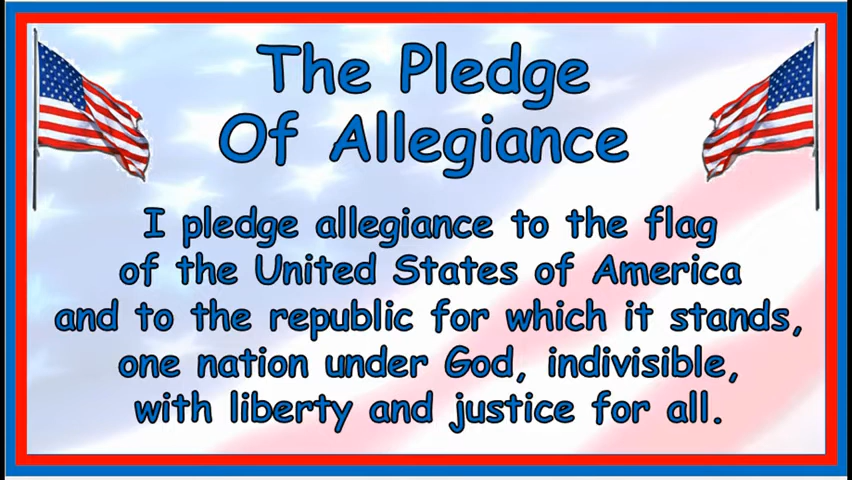 The Pledge
Of Allegiance
I pledge allegiance to the flag
of the United States of America
and to the republic for which it stands,
one nation under God, indivisible,
with liberty and justice for all.